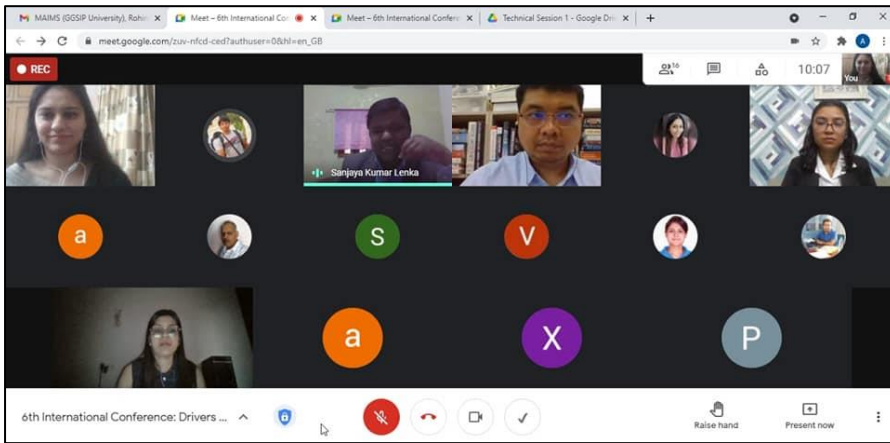 MAIMS (GGSIP University), Rohi
Meet – 6th International Con
Meet – 6th International Confere
Technical Session 1 - Google Dri
meet.google.com/zuv-nfcd-ced?authuser=0&hl=en_GB
A
REC
16
10:07
You
Sanjaya Kumar Lenka
a
S
V
a
X
P
6th International Conference: Drivers ...
Raise hand
Present now